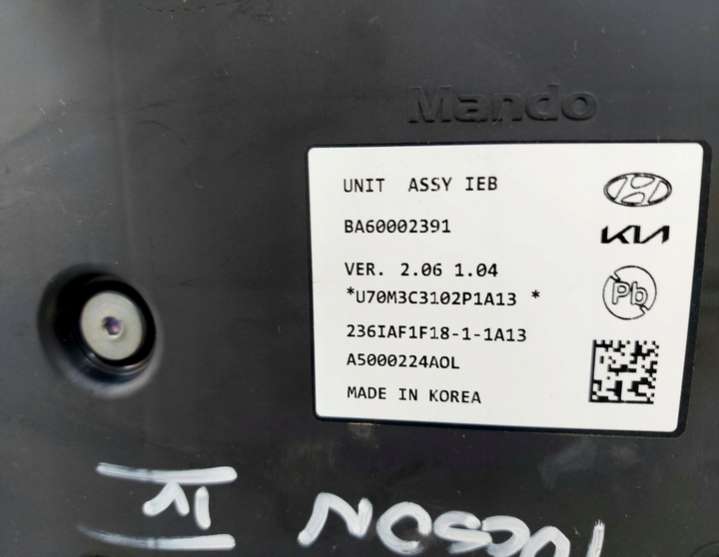 Mando
UNIT ASSY IEB
BA60002391
KIA
VER. 2.06 1.04
Pb
*U70M3C3102P1A13 *
236IAF1F18-1-1A13
A5000224AOL
MADE IN KOREA
IV
TUCSON